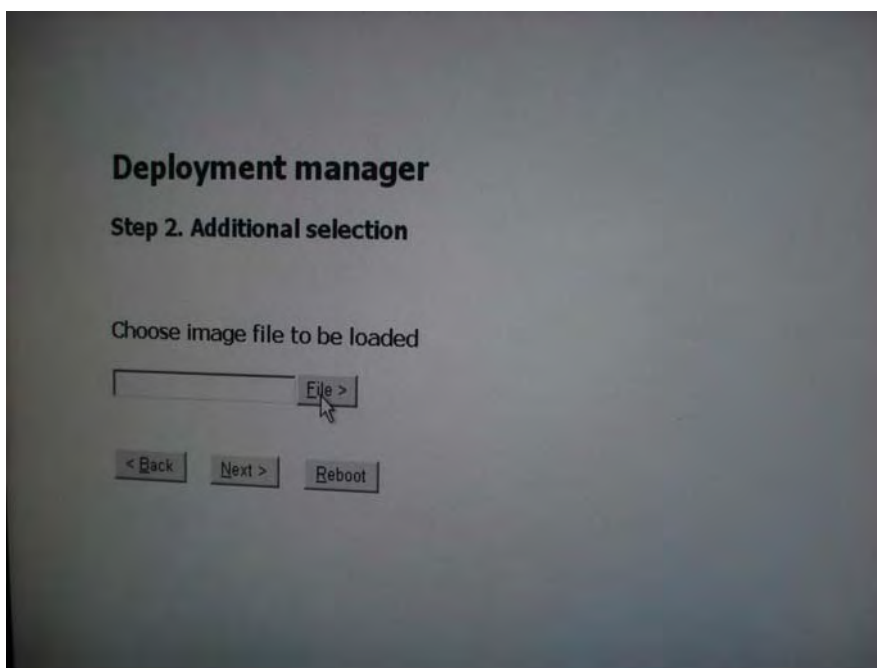 Deployment manager
Step 2. Additional selection
Choose image file to be loaded
File >
< Back Next > Reboot